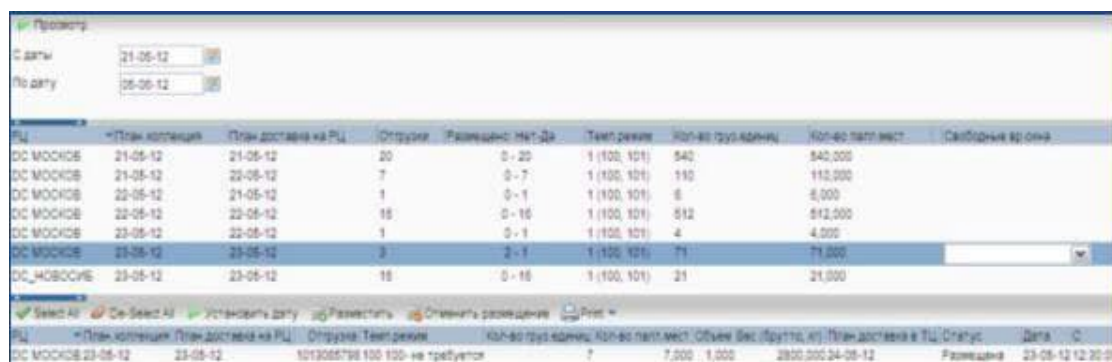 Просмотр
С даты 21-05-12
По дату 05-06-12
РЦ План коллекция План доставка на РЦ Отгрузки Размещено: Нет-Да Темп.режим Кол-во груз.единиц Кол-во палл.мест Свободные вр.окна
DC МОСКОВ 21-05-12 21-05-12 20 0 - 20 1 (100, 101) 540 540,000
DC МОСКОВ 21-05-12 22-05-12 7 0 - 7 1 (100, 101) 110 110,000
DC МОСКОВ 22-05-12 21-05-12 1 0 - 1 1 (100, 101) 6 6,000
DC МОСКОВ 22-05-12 22-05-12 16 0 - 16 1 (100, 101) 512 512,000
DC МОСКОВ 23-05-12 22-05-12 1 0 - 1 1 (100, 101) 4 4,000
DC МОСКОВ 23-05-12 23-05-12 3 2 - 1 1 (100, 101) 71 71,000
DC_НОВОСИБ 23-05-12 23-05-12 16 0 - 16 1 (100, 101) 21 21,000
Select All De-Select All Установить дату Разместить Отменить размещение Print
РЦ План коллекция План доставка на РЦ Отгрузка Темп.режим Кол-во груз.единиц Кол-во палл.мест Объем Вес (брутто, кг) План доставка в ТЦ Статус Дата С
DC МОСКОВ 23-05-12 23-05-12 100 100- не требуется 7 7,000 1,000 2800,000 24-05-12 Размещена 23-05-12